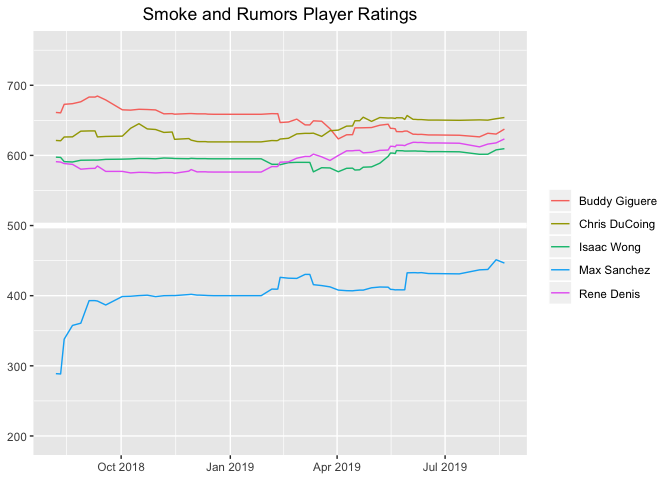 Smoke and Rumors Player Ratings
700
600
500
400
300
200
Oct 2018
Jan 2019
Apr 2019
Jul 2019
Buddy Giguere
Chris DuCoing
Isaac Wong
Max Sanchez
Rene Denis